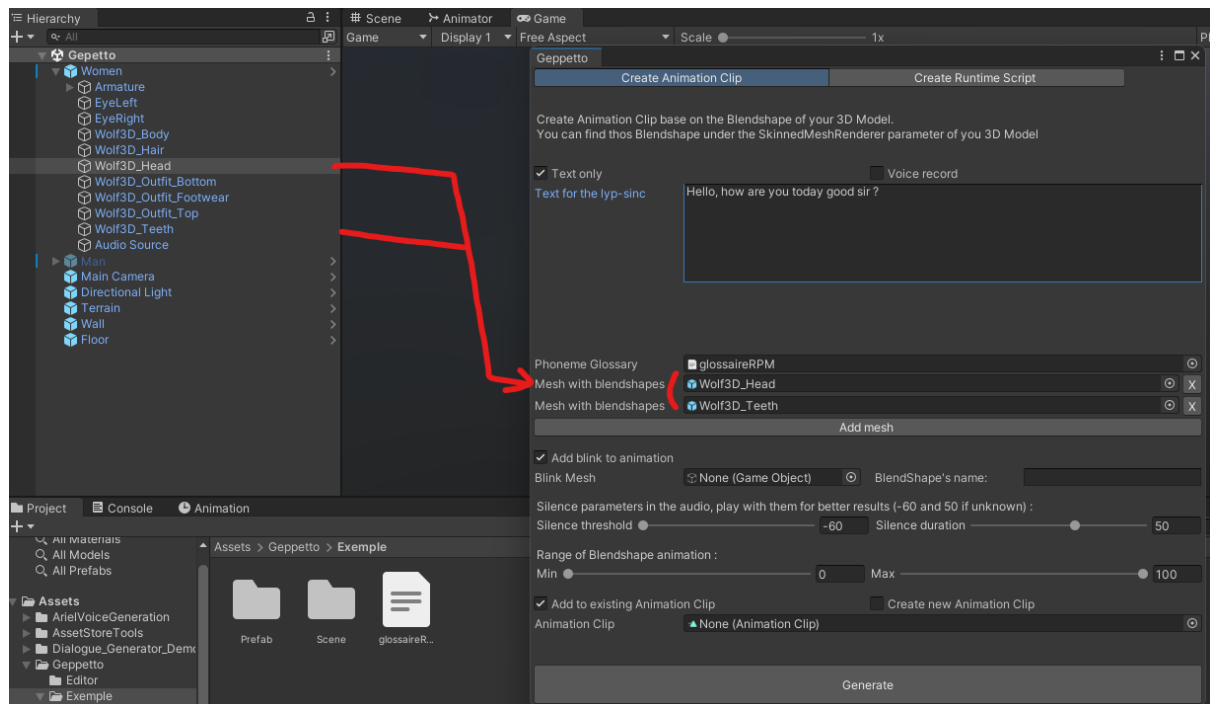 Hierarchy
# Scene
Animator
Game
All
Game
Display 1
Free Aspect
Scale
1x
Gepetto
Women
Armature
EyeLeft
EyeRight
Wolf3D_Body
Wolf3D_Hair
Wolf3D_Head
Wolf3D_Outfit_Bottom
Wolf3D_Outfit_Footwear
Wolf3D_Outfit_Top
Wolf3D_Teeth
Audio Source
Man
Main Camera
Directional Light
Terrain
Wall
Floor
Geppetto
Create Animation Clip
Create Runtime Script
Create Animation Clip base on the Blendshape of your 3D Model.
You can find thos Blendshape under the SkinnedMeshRenderer parameter of you 3D Model
Text only
Voice record
Text for the lyp-sinc
Hello, how are you today good sir ?
Phoneme Glossary
glossaireRPM
Mesh with blendshapes
Wolf3D_Head
X
Mesh with blendshapes
Wolf3D_Teeth
X
Add mesh
Add blink to animation
Blink Mesh
None (Game Object)
BlendShape's name:
Silence parameters in the audio, play with them for better results (-60 and 50 if unknown) :
Silence threshold
-60
Silence duration
50
Range of Blendshape animation :
Min
0
Max
100
Add to existing Animation Clip
Create new Animation Clip
Animation Clip
None (Animation Clip)
Generate
Project
Console
Animation
All Materials
All Models
All Prefabs
Assets
ArielVoiceGeneration
AssetStoreTools
Dialogue_Generator_Demo
Geppetto
Editor
Exemple
Assets > Geppetto > Exemple
Prefab
Scene
glossaireR...